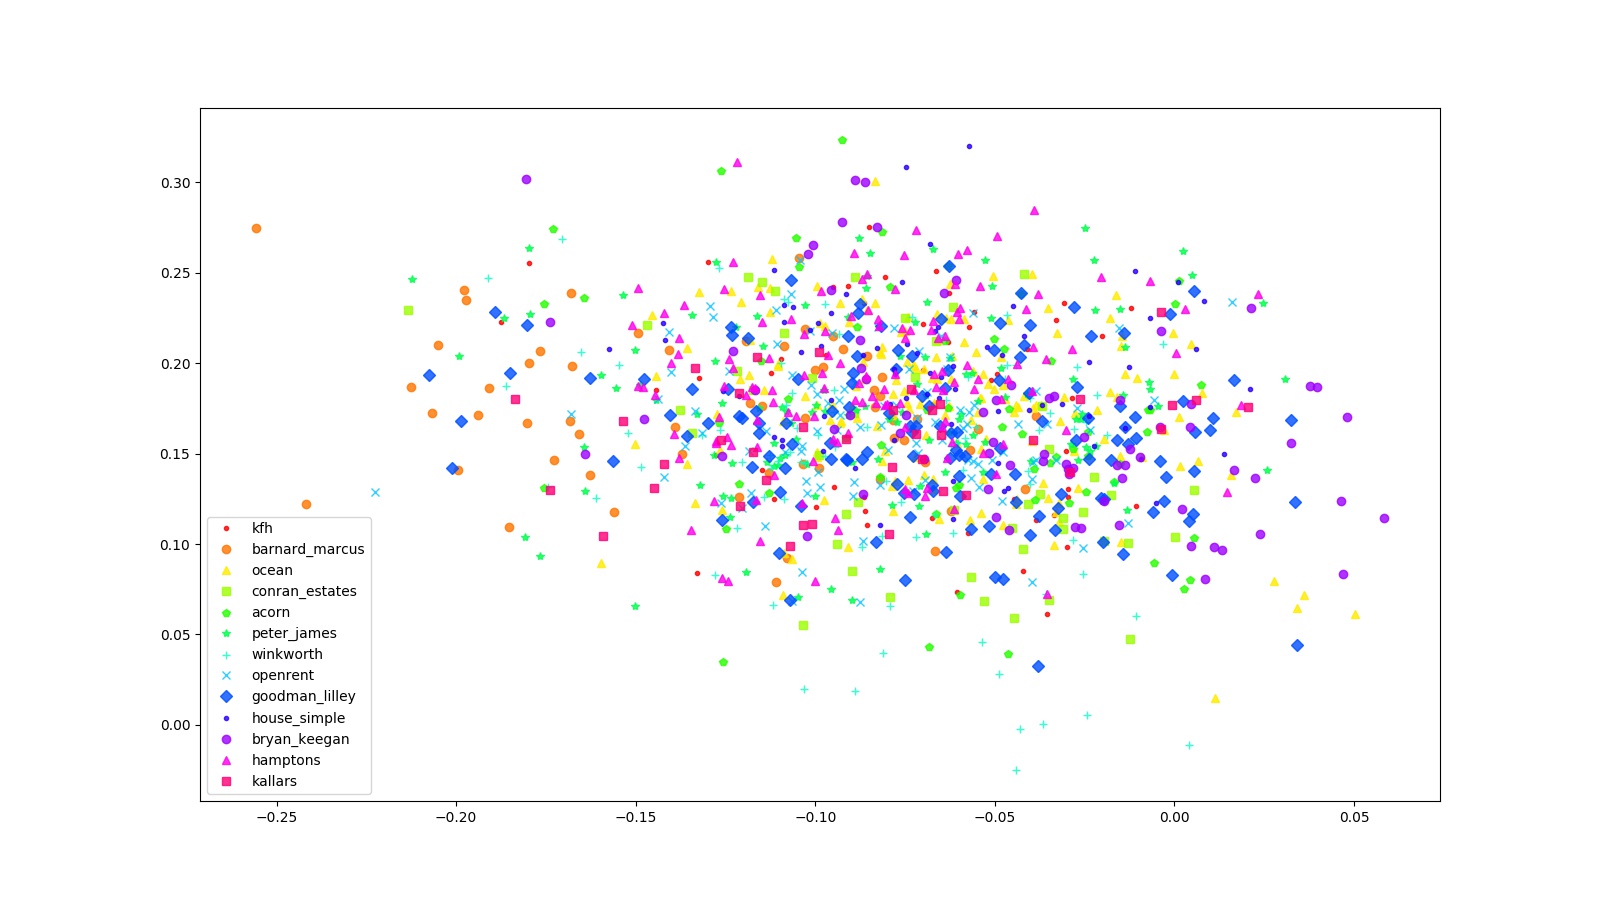 0.30
0.25
0.20
0.15
0.10
0.05
0.00
kfh
barnard_marcus
ocean
conran_estates
acorn
peter_james
winkworth
openrent
goodman_lilley
house_simple
bryan_keegan
hamptons
kallars
−0.25 −0.20 −0.15 −0.10 −0.05 0.00 0.05